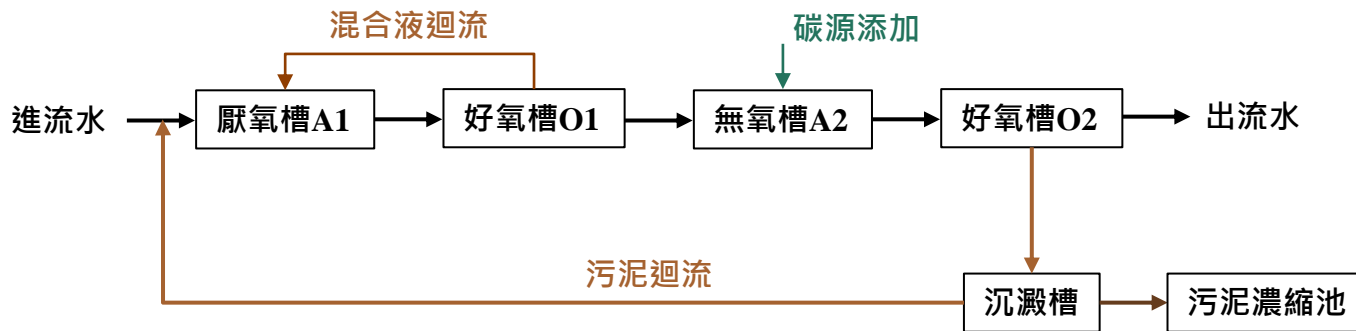 混合液迴流
碳源添加
進流水
厭氧槽A1
好氧槽O1
無氧槽A2
好氧槽O2
出流水
污泥迴流
沉澱槽
污泥濃縮池